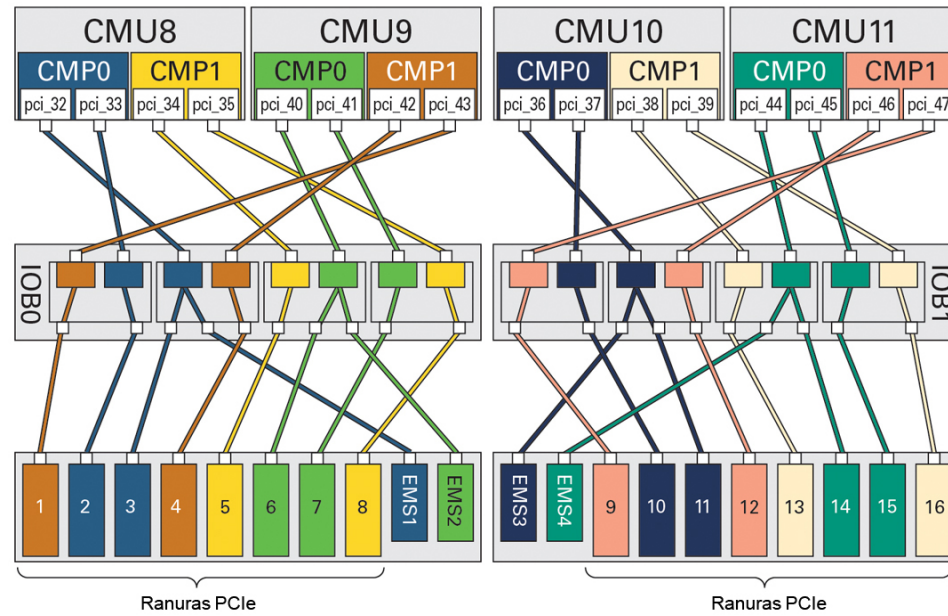 CMU8 CMU9 CMU10 CMU11
CMP0 CMP1 CMP0 CMP1 CMP0 CMP1 CMP0 CMP1
pci_32 pci_33 pci_34 pci_35 pci_40 pci_41 pci_42 pci_43 pci_36 pci_37 pci_38 pci_39 pci_44 pci_45 pci_46 pci_47
IOB0 IOB1
1 2 3 4 5 6 7 8 EMS1 EMS2 EMS3 EMS4 9 10 11 12 13 14 15 16
Ranuras PCIe Ranuras PCIe